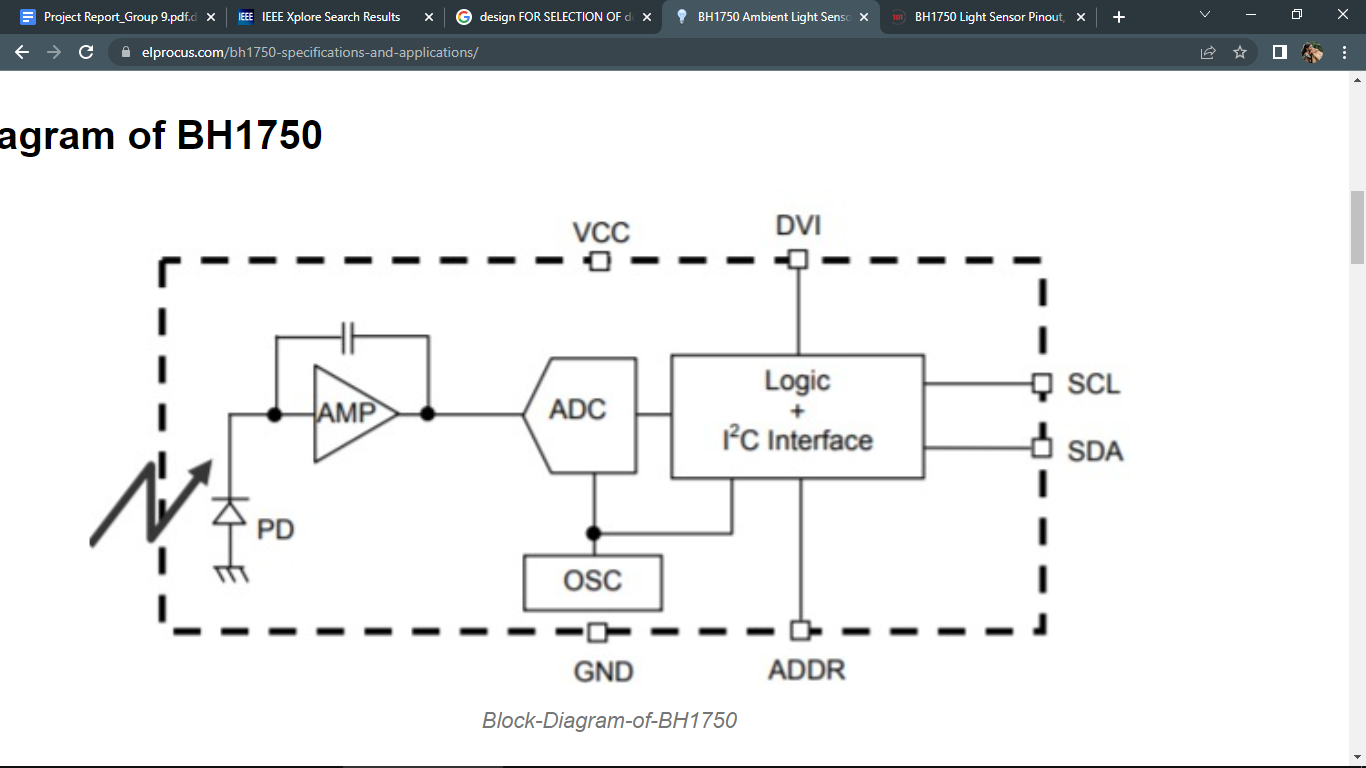 Project Report_Group 9.pdf.d
IEEE IEEE Xplore Search Results
design FOR SELECTION OF d
BH1750 Ambient Light Senso
BH1750 Light Sensor Pinout,
elprocus.com/bh1750-specifications-and-applications/
agram of BH1750
VCC
DVI
AMP
ADC
Logic
+
I²C Interface
SCL
SDA
PD
OSC
GND
ADDR
Block-Diagram-of-BH1750